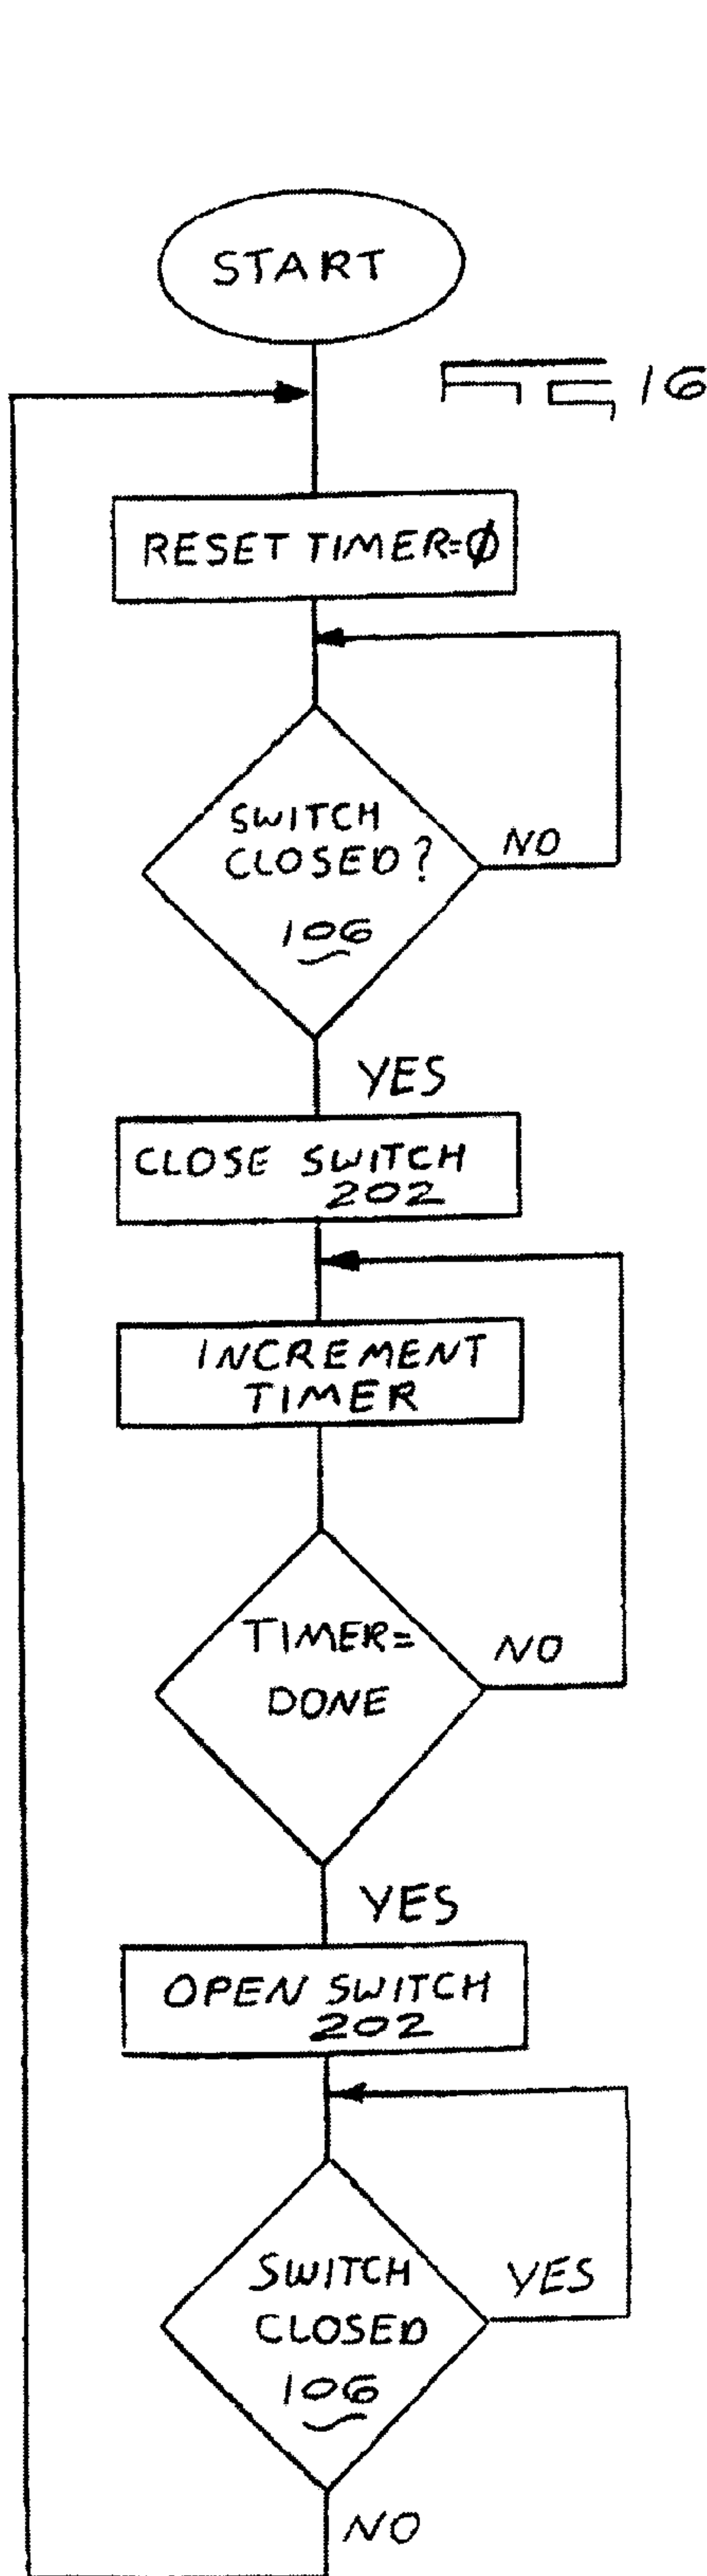 START
FIG 16
RESET TIMER=Ø
SWITCH
CLOSED?
106
NO
YES
CLOSE SWITCH
202
INCREMENT
TIMER
TIMER=
DONE
NO
YES
OPEN SWITCH
202
SWITCH
CLOSED
106
YES
NO